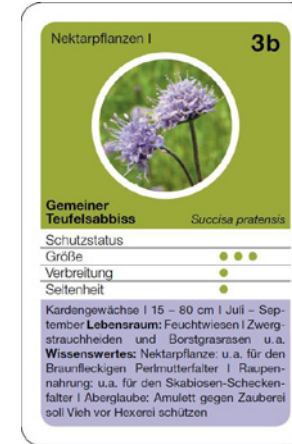 Nektarpflanzen I 3b
Gemeiner
Teufelsabbiss Succisa pratensis
Schutzstatus
Größe
Verbreitung
Seltenheit
Kardengewächse I 15 – 80 cm I Juli – Sep-
tember Lebensraum: Feuchtwiesen I Zwerg-
strauchheiden und Borstgrasrasen u.a.
Wissenswertes: Nektarpflanze: u.a. für den
Braunfleckigen Perlmutterfalter I Raupen-
nahrung: u.a. für den Skabiosen-Schecken-
falter I Aberglaube: Amulett gegen Zauberei
soll Vieh vor Hexerei schützen